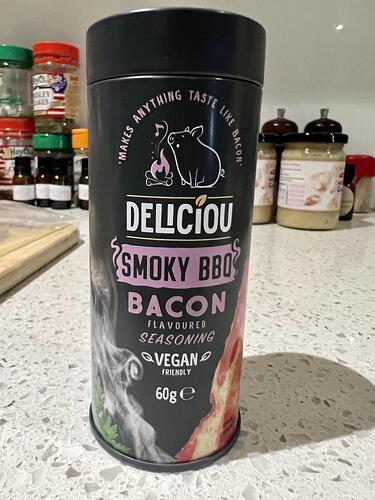 'MAKES ANYTHING TASTE LIKE BACON'
DELICIOU
SMOKY BBQ
BACON
FLAVOURED
SEASONING
VEGAN
FRIENDLY
60g ℮